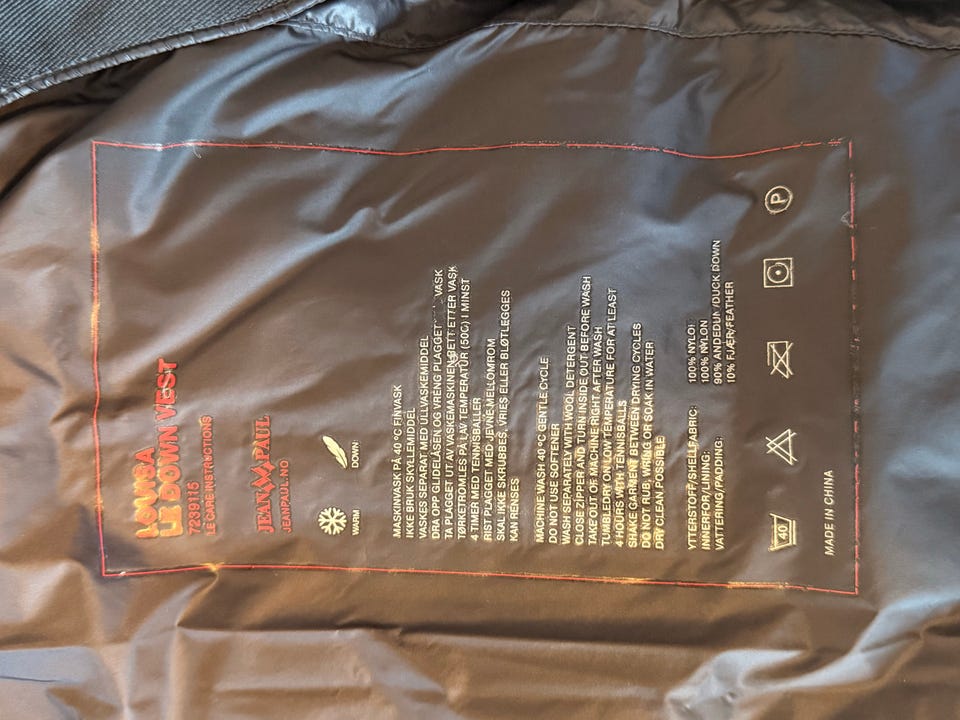 LOUISA
LE DOWN VEST
7239115
LE CARE INSTRUCTIONS
JEAN PAUL
JEANPAUL.NO
WARM
DOWN
MASKINVASK PÅ 40 °C FINVASK
IKKE BRUK SKYLLEMIDDEL
VASKES SEPARAT MED ULLVASKEMIDDEL
DRA OPP GLIDELÅSEN OG VRENG PLAGGET VASK
TA PLAGGET UT AV VASKEMASKINEN RETT ETTER VASK
TØRKETROMLES PÅ LAV TEMPERATUR (50C) I MINST
4 TIMER MED TENNISBALLER
RIST PLAGGET MED JEVNE MELLOMROM
SKAL IKKE SKRUBBES, VRIES ELLER BLØTLEGGES
KAN RENSES
MACHINE WASH 40°C GENTLE CYCLE
DO NOT USE SOFTENER
WASH SEPARATELY WITH WOOL DETERGENT
CLOSE ZIPPER AND TURN INSIDE OUT BEFORE WASH
TAKE OUT OF MACHINE RIGHT AFTER WASH
TUMBLEDRY ON LOW TEMPERATURE FOR AT LEAST
4 HOURS WITH TENNISBALLS
SHAKE GARMENT BETWEEN DRYING CYCLES
DO NOT RUB, WRING OR SOAK IN WATER
DRY CLEAN POSSIBLE
YTTERSTOFF/SHELLFABRIC: 100% NYLON
INNERFOR/LINING: 100% NYLON
VATTERING/PADDING: 90% ANDEDUN/DUCK DOWN
10% FJÆR/FEATHER
40
P
MADE IN CHINA